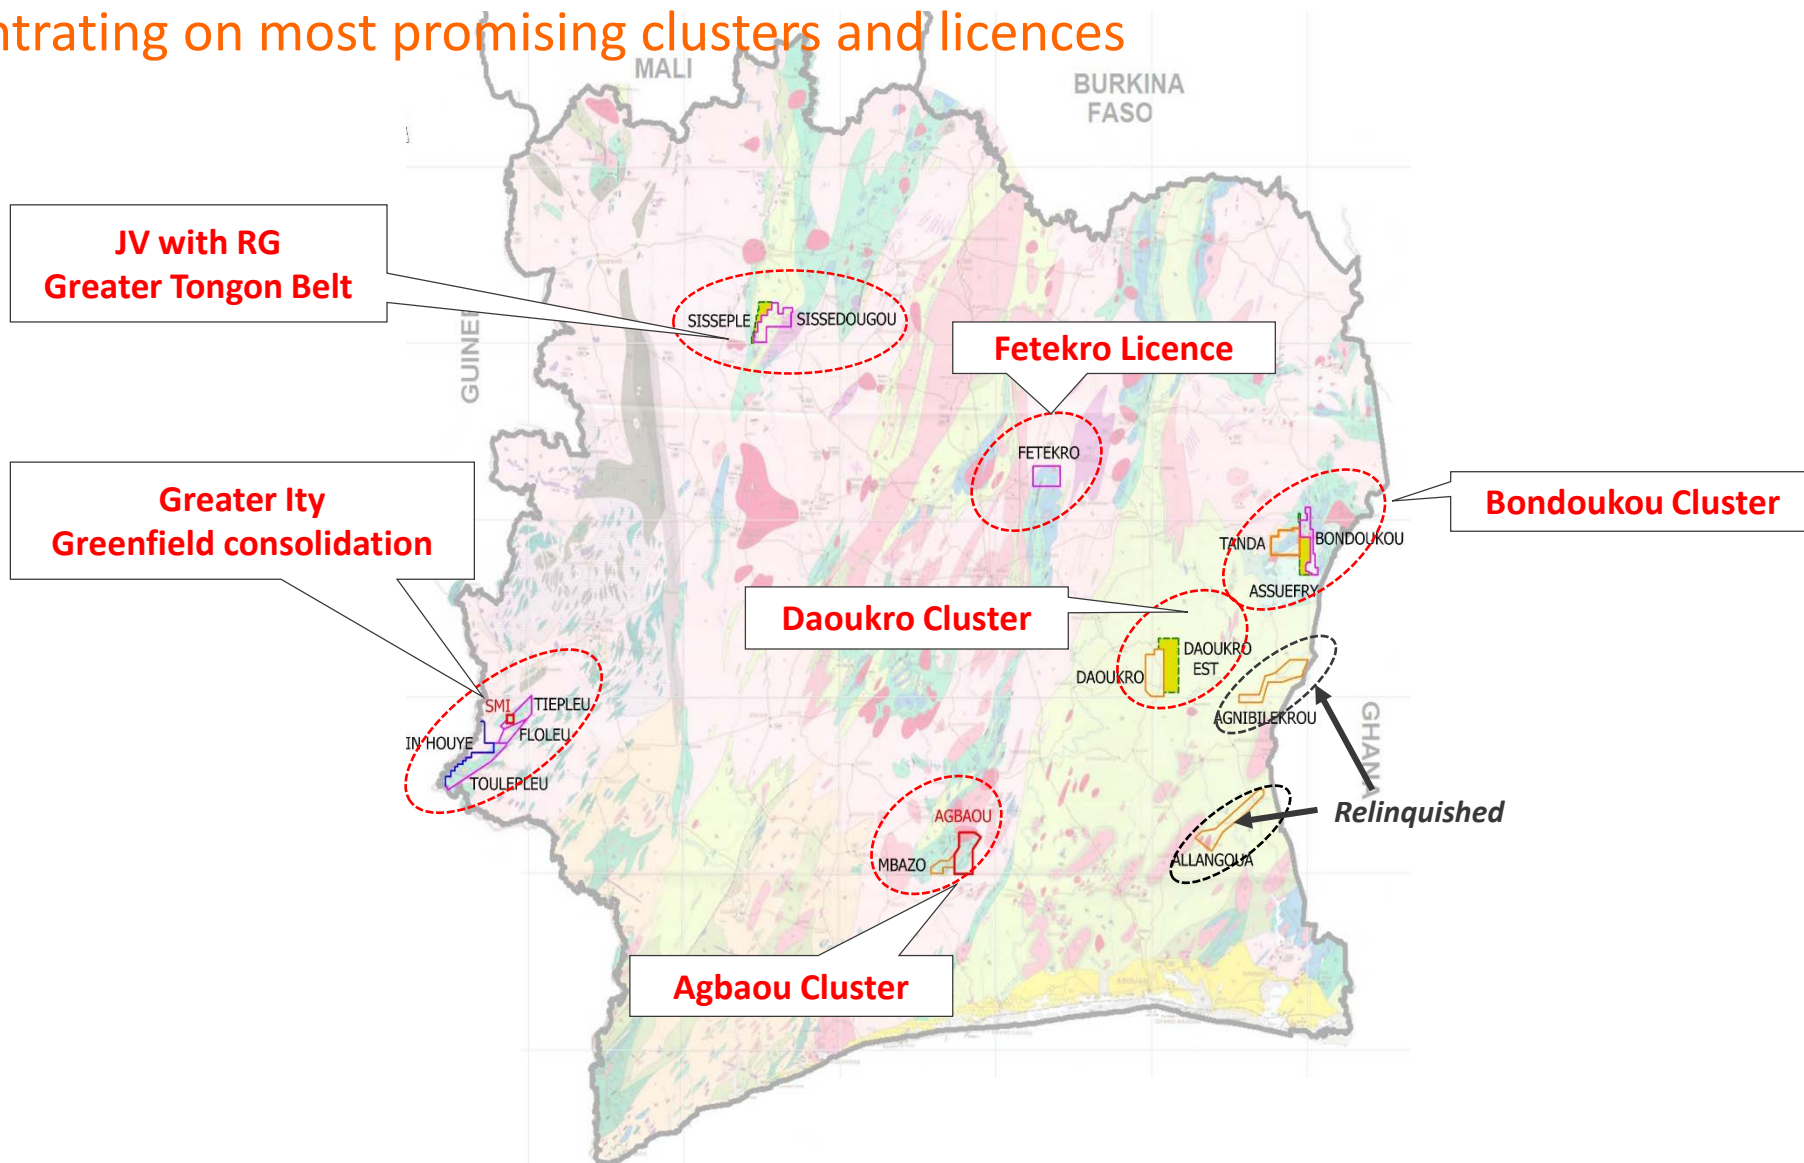 ntrating on most promising clusters and licences
MALI
BURKINA
FASO
JV with RG
Greater Tongon Belt
GUINEE
SISSEPLE
SISSEDOUGOU
Fetekro Licence
FETEKRO
Greater Ity
Greenfield consolidation
Bondoukou Cluster
TANDA
BONDOUKOU
ASSUEFRY
Daoukro Cluster
DAOUKRO
DAOUKRO
EST
AGNIBILEKROU
GHANA
SMI
TIEPLEU
FLOLEU
IN HOUYE
TOULEPLEU
Relinquished
ALLANGOUA
AGBAOU
MBAZO
Agbaou Cluster